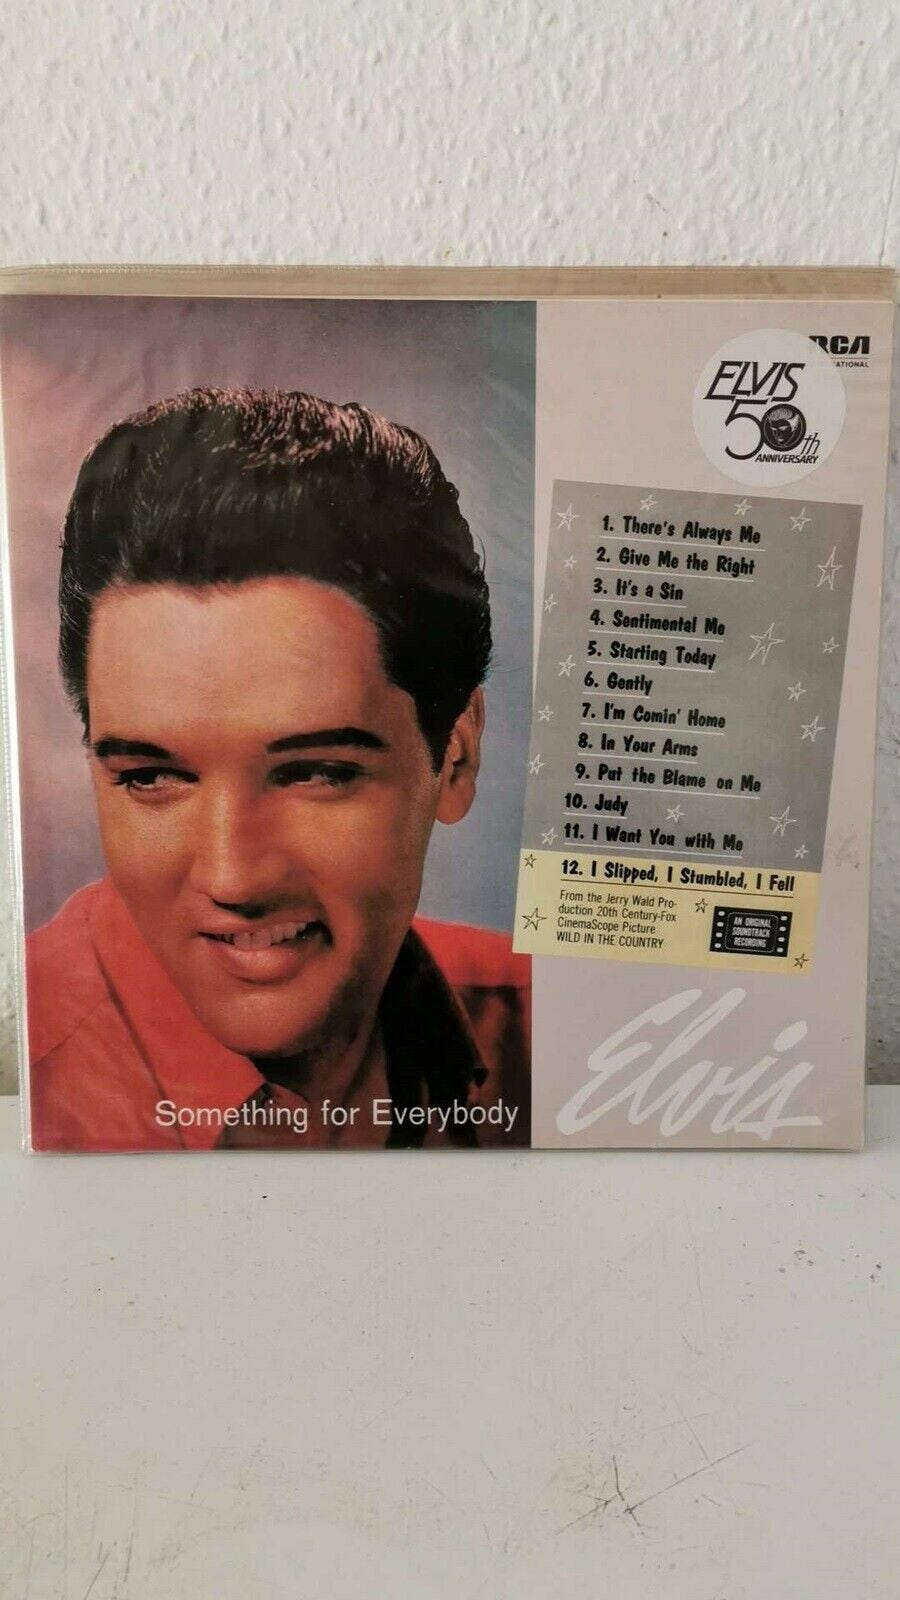 RCA
ELVIS
50th
ANNIVERSARY
1. There's Always Me
2. Give Me the Right
3. It's a Sin
4. Sentimental Me
5. Starting Today
6. Gently
7. I'm Comin' Home
8. In Your Arms
9. Put the Blame on Me
10. Judy
11. I Want You with Me
12. I Slipped, I Stumbled, I Fell
From the Jerry Wald Pro-
duction 20th Century-Fox
CinemaScope Picture
WILD IN THE COUNTRY
AN ORIGINAL
SOUNDTRACK
RECORDING
Something for Everybody
Elvis